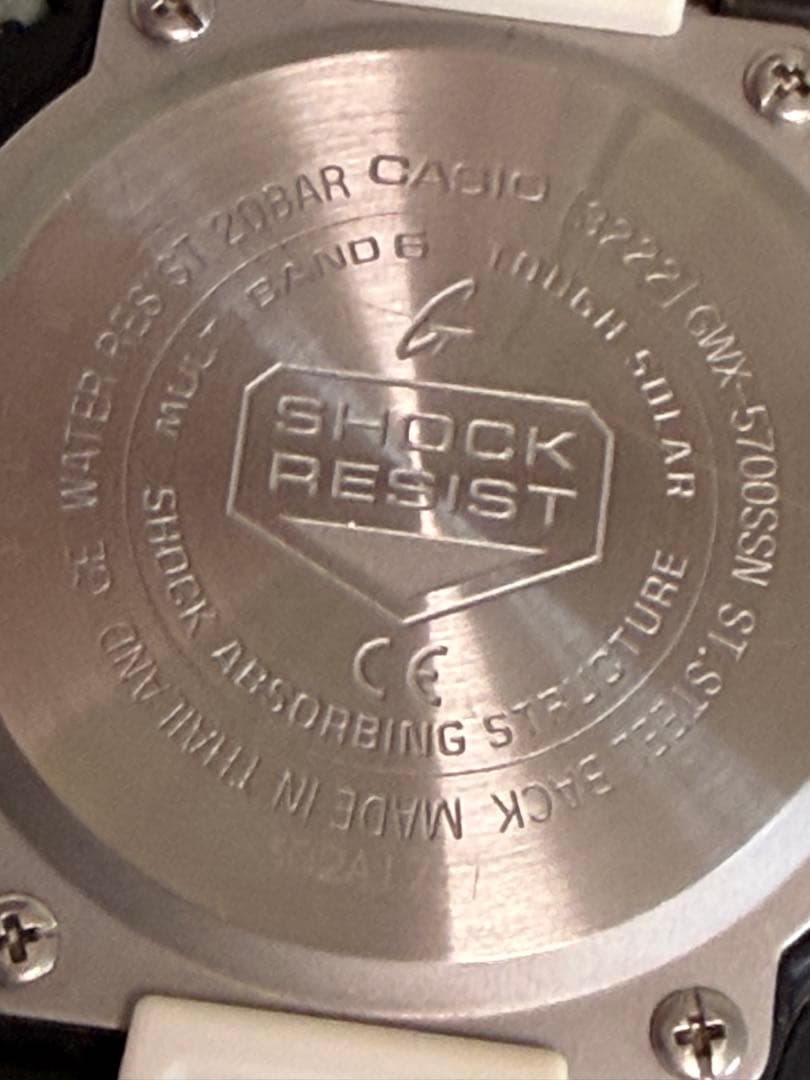 CASIO 3222 GWX-5700SSN ST.STEEL BACK MADE IN THAILAND WATER RESIST 20BAR
MULTI BAND 6 TOUGH SOLAR
G
SHOCK
RESIST
CE
SHOCK ABSORBING STRUCTURE